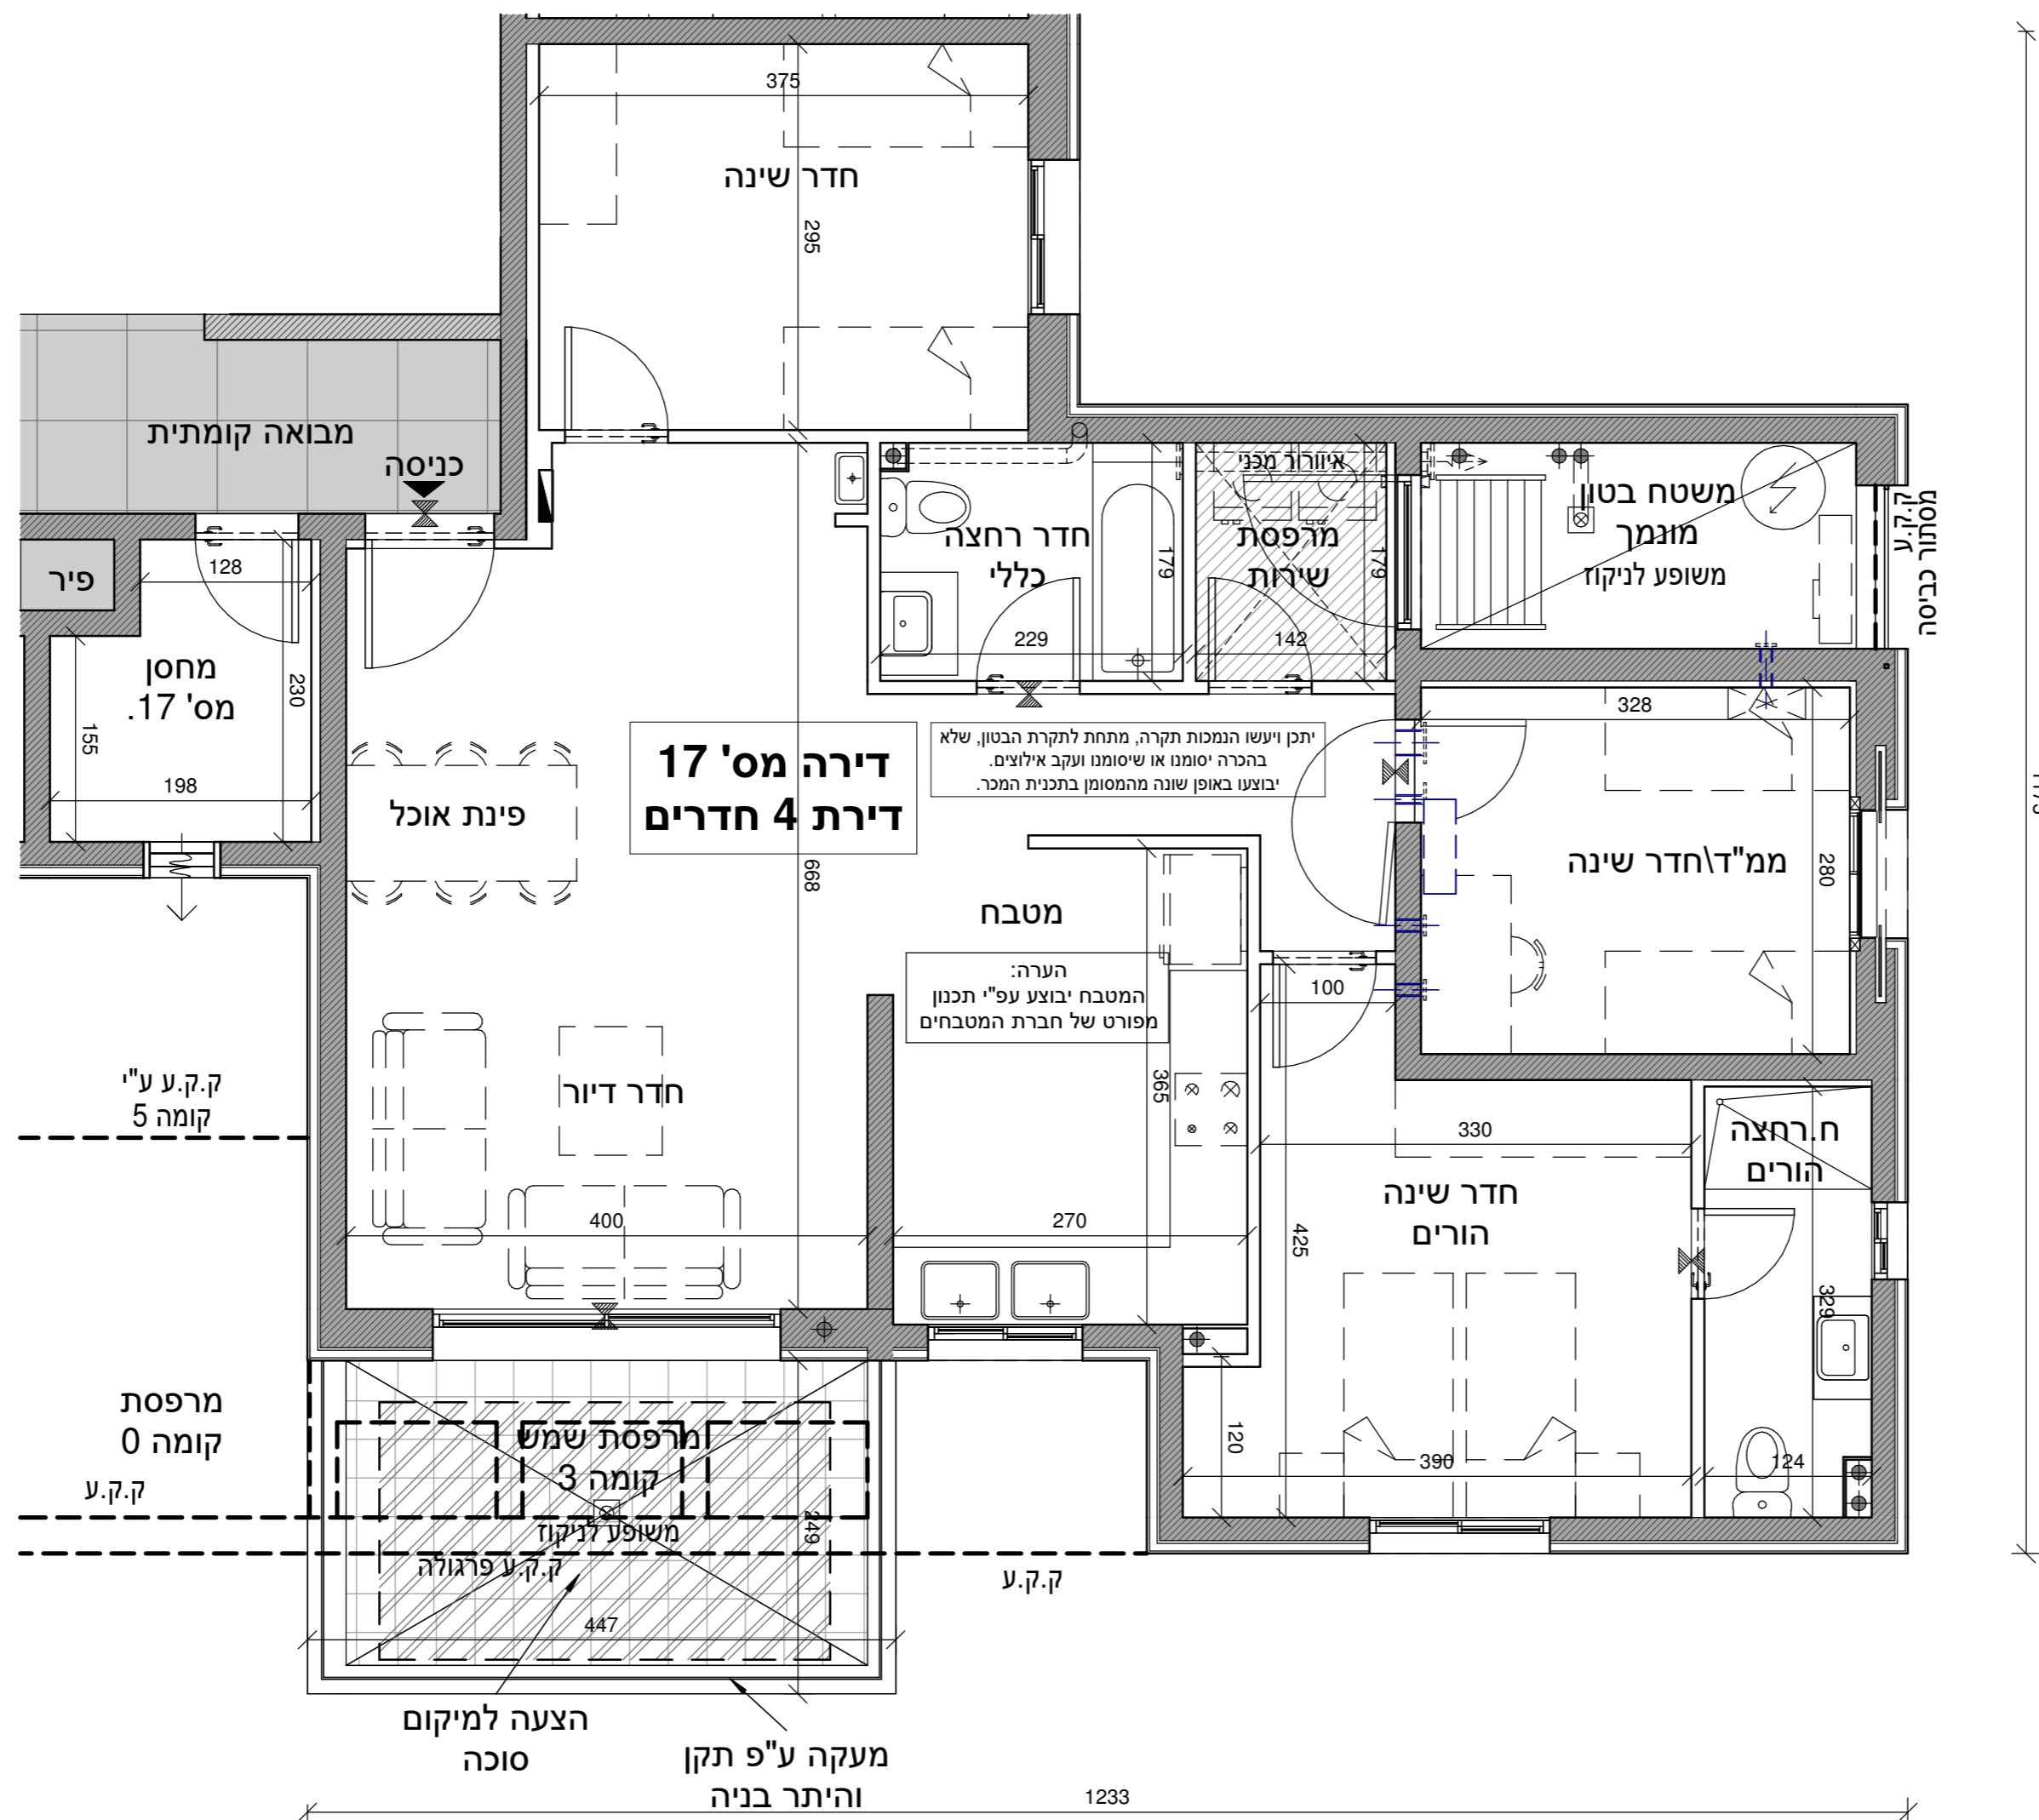 375
חדר שינה
295
מבואה קומתית
כניסה
פיר
128
מחסן
מס' 17.
230
155
198
איוורור מכני
חדר רחצה
כללי
179
229
מרפסת
שירות
179
142
משטח בטון
מונמך
משופע לניקוז
ק.ק.ע
מסתור כביסה
דירה מס' 17
דירת 4 חדרים
יתכן ויעשו הנמכות תקרה, מתחת לתקרת הבטון, שלא
בהכרה יסומנו או שיסומנו ועקב אילוצים.
יבוצעו באופן שונה מהמסומן בתכנית המכר.
328
ממ"ד\חדר שינה
280
פינת אוכל
668
מטבח
הערה:
המטבח יבוצע עפ"י תכנון
מפורט של חברת המטבחים
100
365
חדר דיור
ק.ק.ע ע"י
קומה 5
400
270
330
חדר שינה
הורים
425
ח.רחצה
הורים
329
120
390
124
מרפסת
קומה 0
ק.ק.ע
מרפסת שמש
קומה 3
משופע לניקוז
ק.ק.ע פרגולה
249
447
ק.ק.ע
הצעה למיקום
סוכה
מעקה ע"פ תקן
והיתר בניה
1233